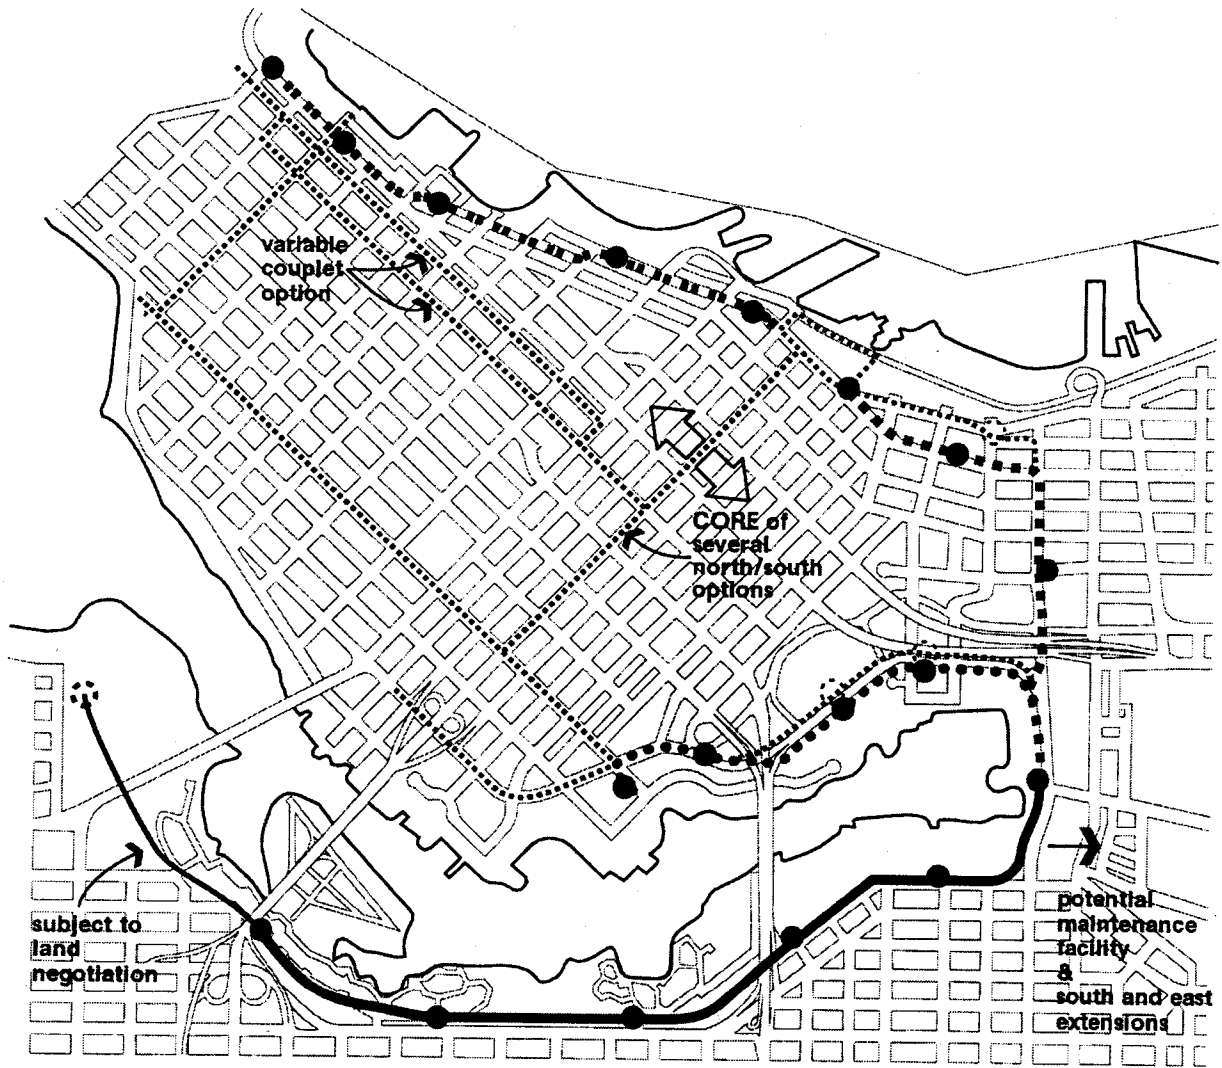 variable
couplet
option
CORE of
several
north/south
options
subject to
land
negotiation
potential
maintenance
facility
&
south and east
extensions